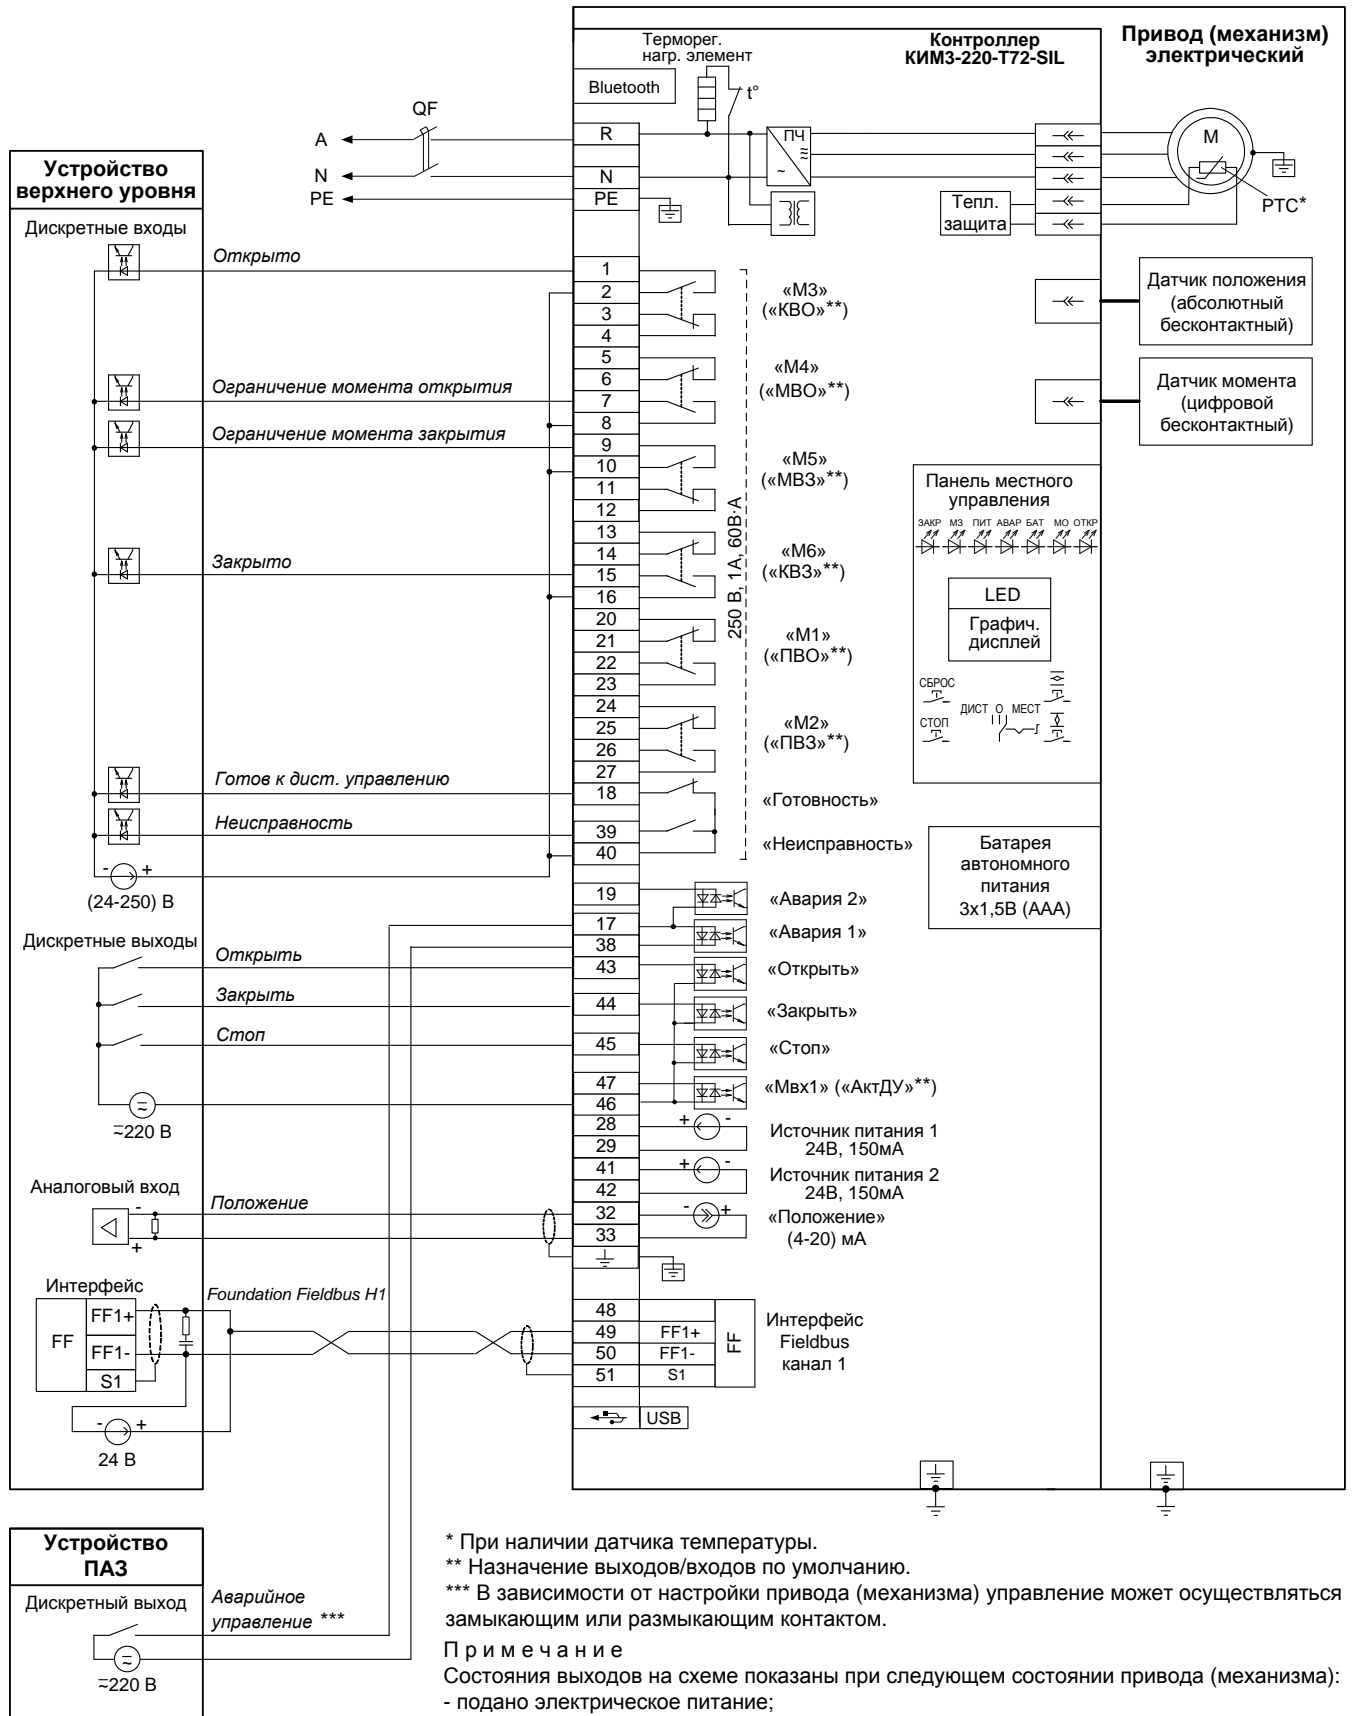 Привод (механизм)
электрический
Контроллер
КИМ3-220-Т72-SIL
Терморег.
нагр. элемент
Bluetooth
t°
QF
A
N
PE
R
N
PE
ПЧ
≈
~
M
PTC*
Тепл.
защита
Устройство
верхнего уровня
Дискретные входы
Открыто
1
2
3
4
«М3»
(«КВО»**)
Датчик положения
(абсолютный
бесконтактный)
Ограничение момента открытия
5
6
7
8
«М4»
(«МВО»**)
Датчик момента
(цифровой
бесконтактный)
Ограничение момента закрытия
9
10
11
12
«М5»
(«МВЗ»**)
Закрыто
13
14
15
16
«М6»
(«КВЗ»**)
20
21
22
23
«М1»
(«ПВО»**)
24
25
26
27
«М2»
(«ПВЗ»**)
250 В, 1А, 60В·А
Панель местного
управления
ЗАКР МЗ ПИТ АВАР БАТ МО ОТКР
LED
Графич.
дисплей
СБРОС
СТОП
ДИСТ О МЕСТ
Готов к дист. управлению
18
«Готовность»
Неисправность
39
40
«Неисправность»
- +
(24-250) В
Батарея
автономного
питания
3х1,5В (ААА)
19
«Авария 2»
17
38
«Авария 1»
Дискретные выходы
Открыть
43
«Открыть»
Закрыть
44
«Закрыть»
Стоп
45
«Стоп»
47
46
«Мвх1» («АктДУ»**)
≂220 В
28
29
+ -
Источник питания 1
24В, 150мА
41
42
+ -
Источник питания 2
24В, 150мА
Аналоговый вход
-
+
Положение
32
33
- +
«Положение»
(4-20) мА
Интерфейс
FF
FF1+
FF1-
S1
Foundation Fieldbus H1
48
49
50
51
FF1+
FF1-
S1
FF
Интерфейс
Fieldbus
канал 1
- +
24 В
USB
Устройство
ПАЗ
Дискретный выход
Аварийное
управление ***
≂220 В
* При наличии датчика температуры.
** Назначение выходов/входов по умолчанию.
*** В зависимости от настройки привода (механизма) управление может осуществляться
замыкающим или размыкающим контактом.
П р и м е ч а н и е
Состояния выходов на схеме показаны при следующем состоянии привода (механизма):
- подано электрическое питание;